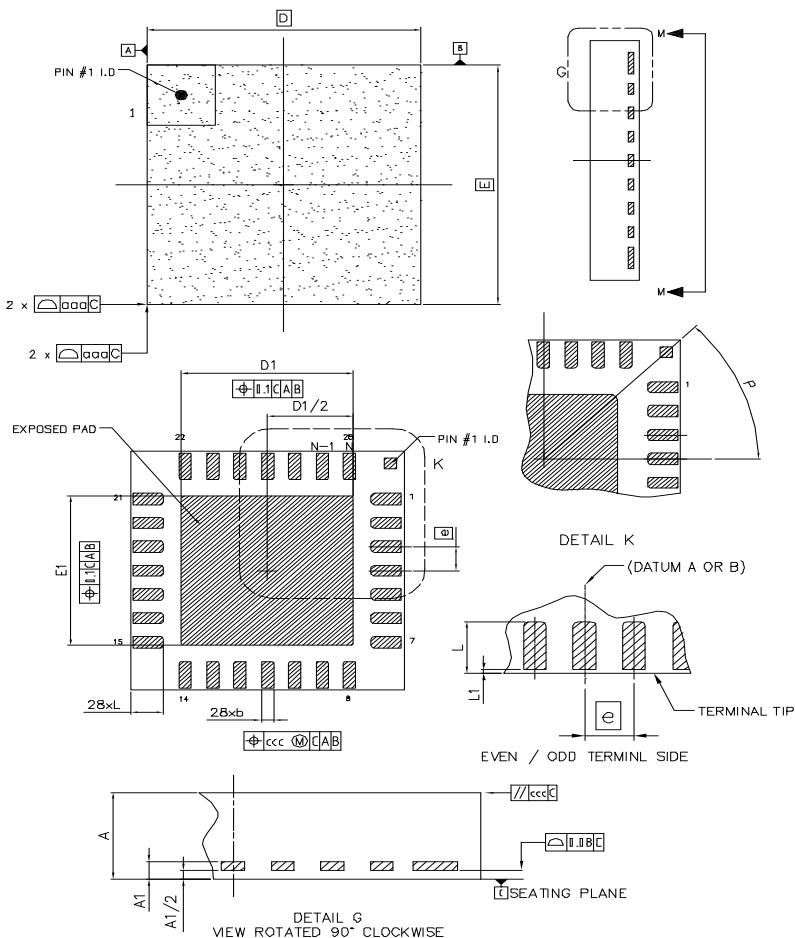 D
A
B
PIN #1 I.D
1
E
2 x aaa C
2 x aaa C
M
G
M
D1
0.1 C A B
D1/2
EXPOSED PAD
22
28
N-1 N
PIN #1 I.D
K
21
1
e
E1
0.1 C A B
15
7
14
8
28xL
28xb
ccc M C A B
P
1
DETAIL K
(DATUM A OR B)
L
L1
e
TERMINAL TIP
EVEN / ODD TERMINL SIDE
A
// ccc C
0.08 C
A1
A1/2
C SEATING PLANE
DETAIL G
VIEW ROTATED 90° CLOCKWISE